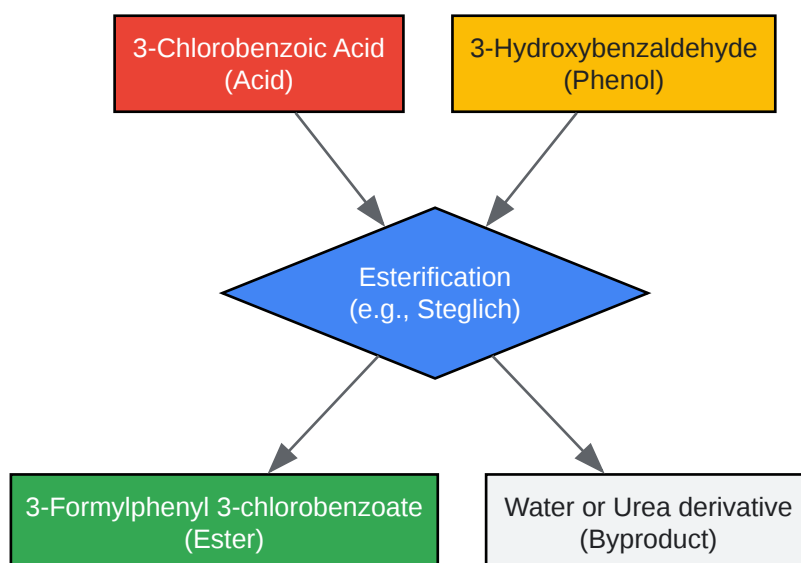 3-Chlorobenzoic Acid
(Acid)
3-Hydroxybenzaldehyde
(Phenol)
Esterification
(e.g., Steglich)
3-Formylphenyl 3-chlorobenzoate
(Ester)
Water or Urea derivative
(Byproduct)